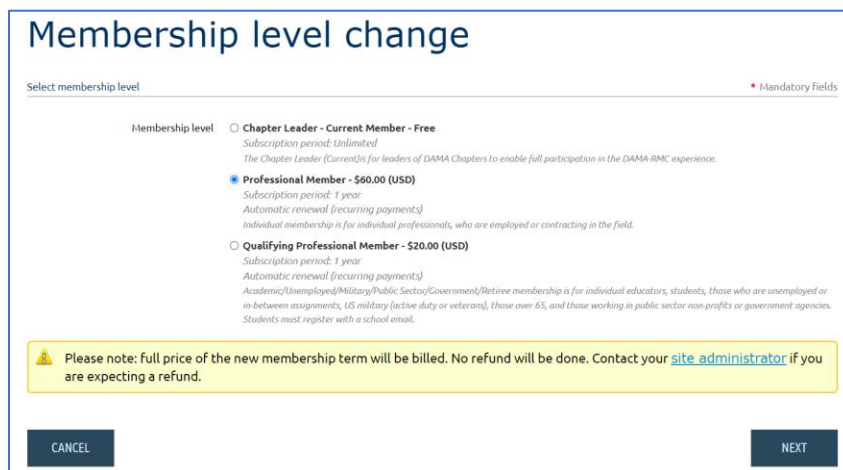 Membership level change
Select membership level
* Mandatory fields
Membership level
Chapter Leader - Current Member - Free
Subscription period: Unlimited
The Chapter Leader (Current)is for leaders of DAMA Chapters to enable full participation in the DAMA-RMC experience.
Professional Member - $60.00 (USD)
Subscription period: 1 year
Automatic renewal (recurring payments)
Individual membership is for individual professionals, who are employed or contracting in the field.
Qualifying Professional Member - $20.00 (USD)
Subscription period: 1 year
Automatic renewal (recurring payments)
Academic/Unemployed/Military/Public Sector/Government/Retiree membership is for individual educators, students, those who are unemployed or
in-between assignments, US military (active duty or veterans), those over 65, and those working in public sector non-profits or government agencies.
Students must register with a school email.
Please note: full price of the new membership term will be billed. No refund will be done. Contact your site administrator if you
are expecting a refund.
CANCEL
NEXT